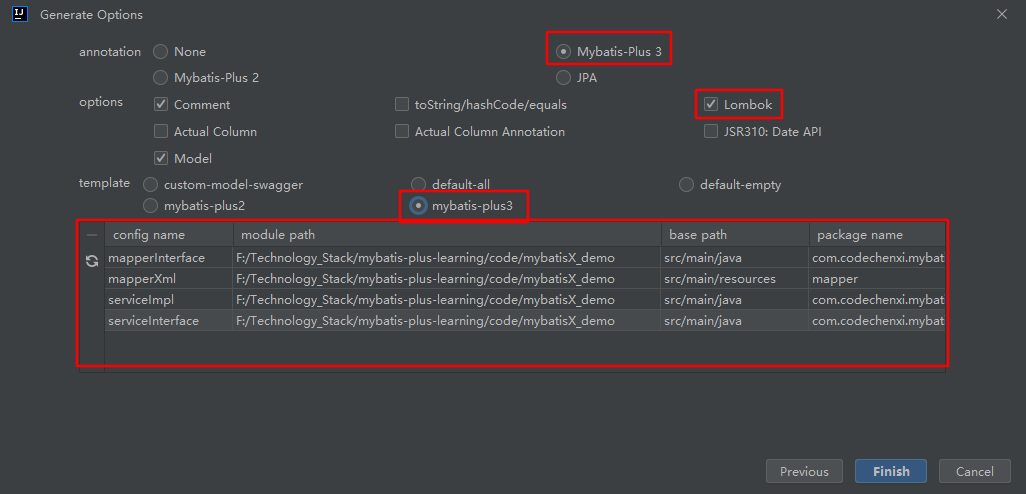 IJ Generate Options
annotation None Mybatis-Plus 3
Mybatis-Plus 2 JPA
options Comment toString/hashCode/equals Lombok
Actual Column Actual Column Annotation JSR310: Date API
Model
template custom-model-swagger default-all default-empty
mybatis-plus2 mybatis-plus3
config name module path base path package name
mapperInterface F:/Technology_Stack/mybatis-plus-learning/code/mybatisX_demo src/main/java com.codechenxi.mybat
mapperXml F:/Technology_Stack/mybatis-plus-learning/code/mybatisX_demo src/main/resources mapper
serviceImpl F:/Technology_Stack/mybatis-plus-learning/code/mybatisX_demo src/main/java com.codechenxi.mybat
serviceInterface F:/Technology_Stack/mybatis-plus-learning/code/mybatisX_demo src/main/java com.codechenxi.mybat
Previous Finish Cancel